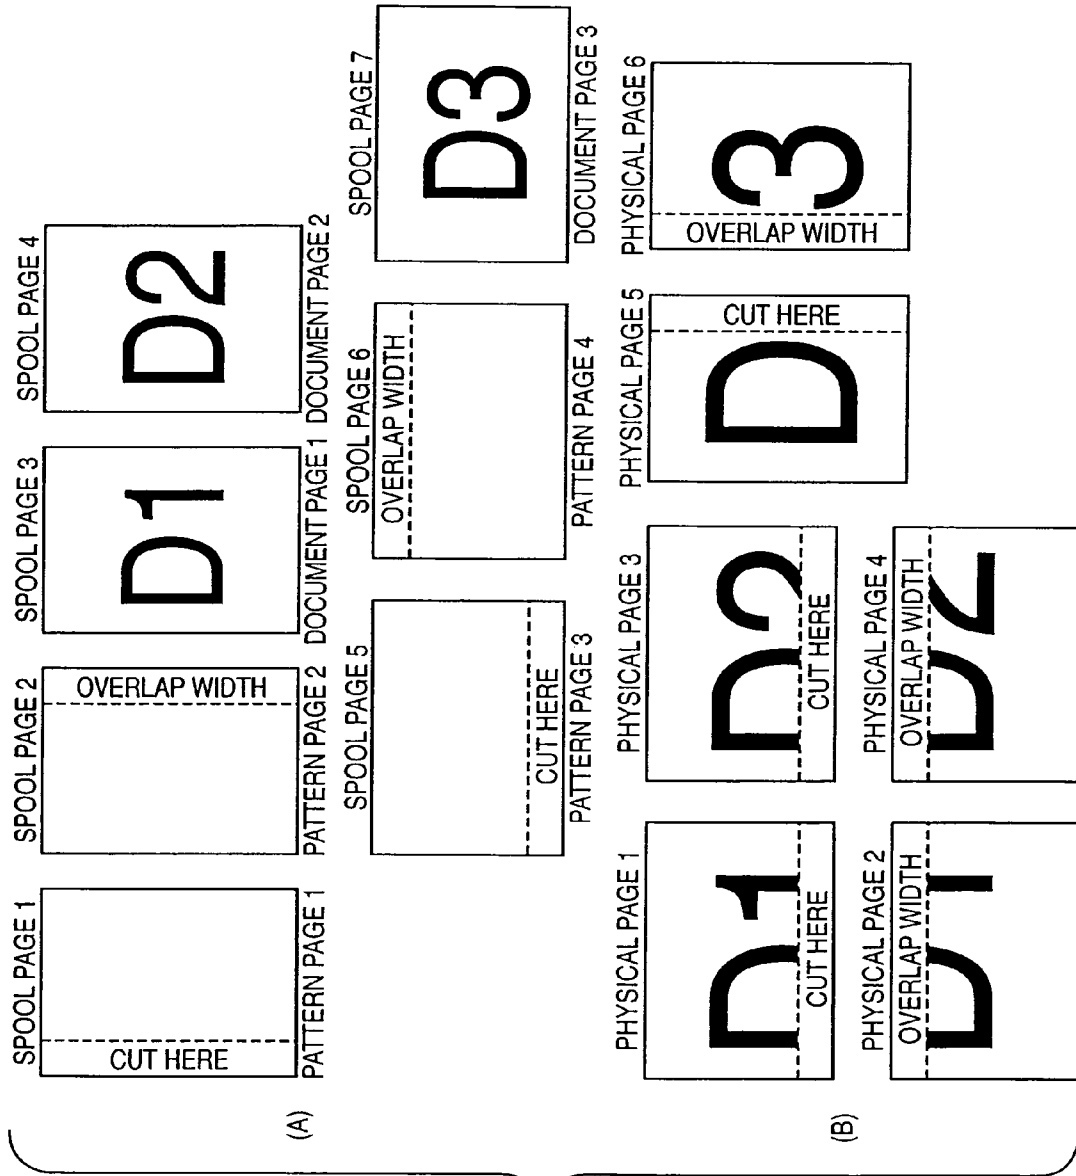 (A)
SPOOL PAGE 1
CUT HERE
PATTERN PAGE 1
SPOOL PAGE 2
OVERLAP WIDTH
PATTERN PAGE 2
SPOOL PAGE 3
D1
DOCUMENT PAGE 1
SPOOL PAGE 4
D2
DOCUMENT PAGE 2
SPOOL PAGE 5
CUT HERE
PATTERN PAGE 3
SPOOL PAGE 6
OVERLAP WIDTH
PATTERN PAGE 4
SPOOL PAGE 7
D3
DOCUMENT PAGE 3
(B)
PHYSICAL PAGE 1
D1
CUT HERE
PHYSICAL PAGE 2
OVERLAP WIDTH
D1
PHYSICAL PAGE 3
D2
CUT HERE
PHYSICAL PAGE 4
OVERLAP WIDTH
D2
PHYSICAL PAGE 5
D
CUT HERE
PHYSICAL PAGE 6
OVERLAP WIDTH
3